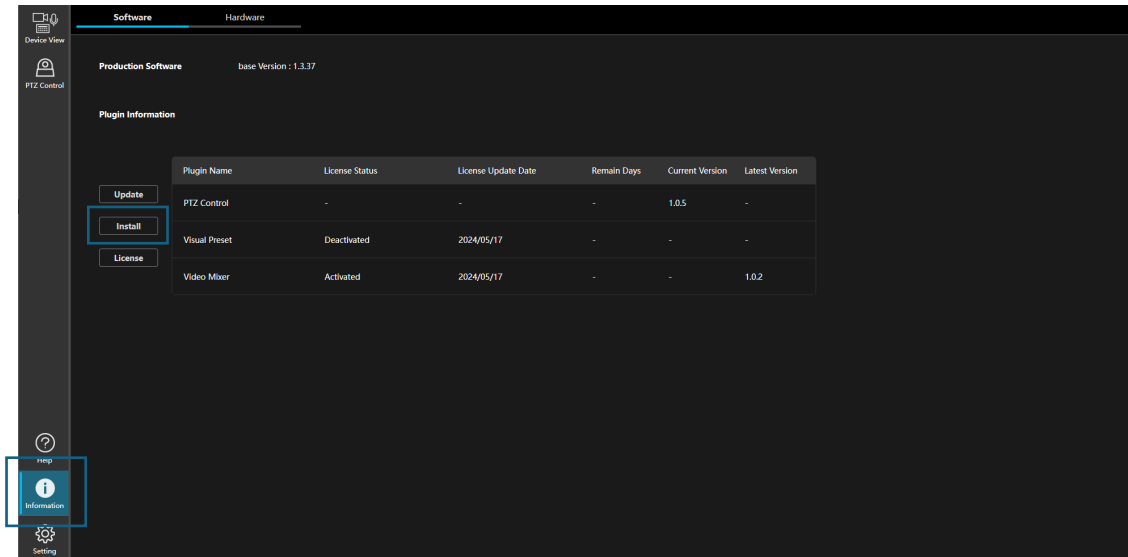 Software Hardware
Device View
PTZ Control
Production Software base Version : 1.3.37
Plugin Information
Plugin Name License Status License Update Date Remain Days Current Version Latest Version
Update
Install
License
PTZ Control - - - 1.0.5 -
Visual Preset Deactivated 2024/05/17 - - -
Video Mixer Activated 2024/05/17 - - 1.0.2
Help
Information
Setting